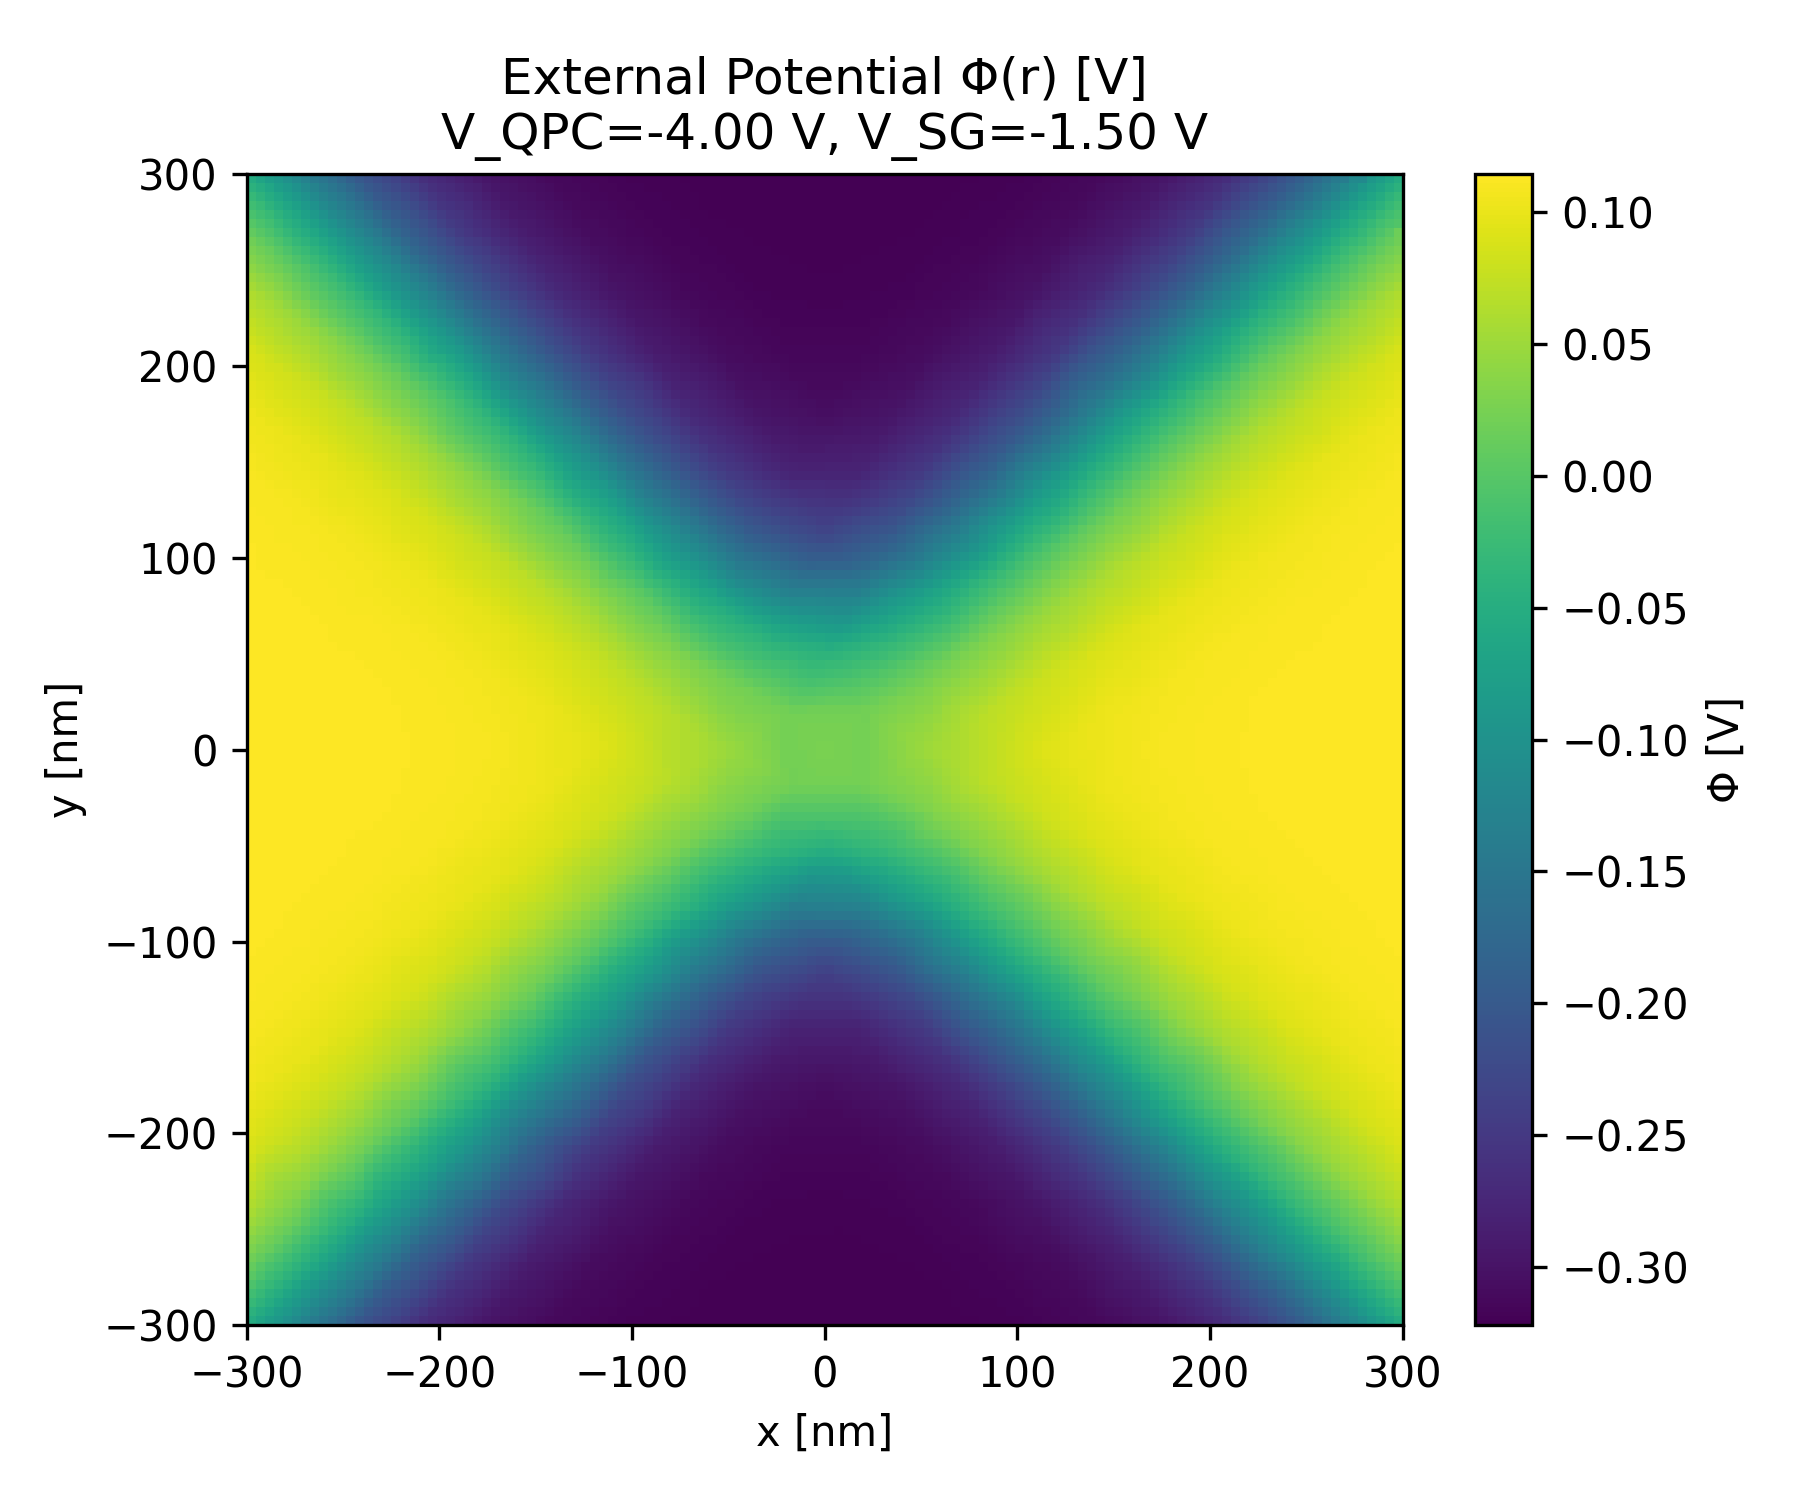 External Potential Φ(r) [V]
V_QPC=-4.00 V, V_SG=-1.50 V
300
200
100
0
−100
−200
−300
y [nm]
−300 −200 −100 0 100 200 300
x [nm]
0.10
0.05
0.00
−0.05
−0.10
−0.15
−0.20
−0.25
−0.30
Φ [V]